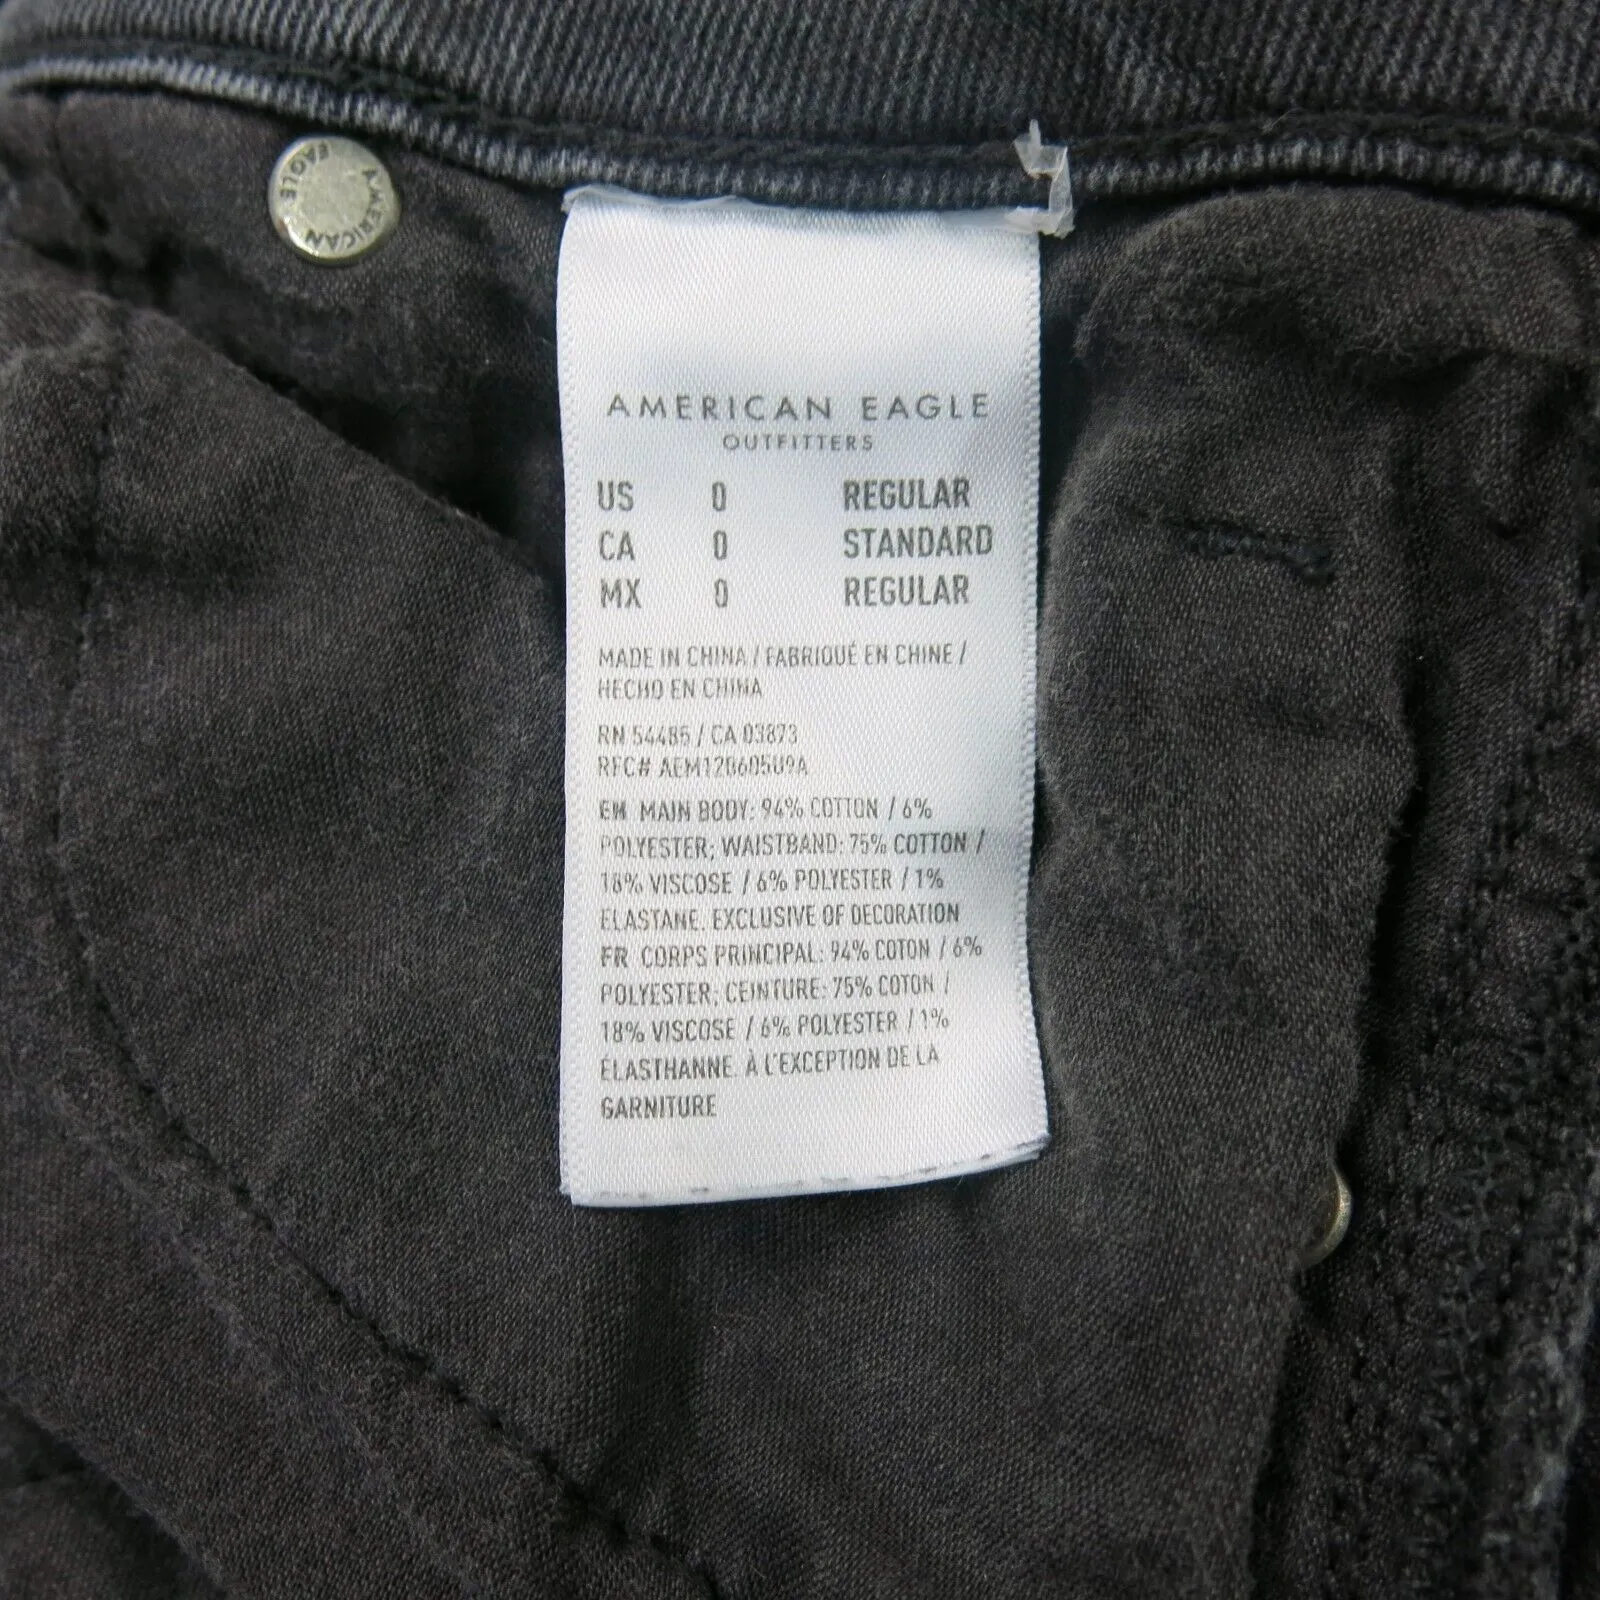 AMERICAN EAGLE
AMERICAN EAGLE
OUTFITTERS
US 0 REGULAR
CA 0 STANDARD
MX 0 REGULAR
MADE IN CHINA / FABRIQUÉ EN CHINE /
HECHO EN CHINA
RN 54485 / CA 03873
RFC# AEM120605U9A
EN MAIN BODY: 94% COTTON / 6%
POLYESTER; WAISTBAND: 75% COTTON /
18% VISCOSE / 6% POLYESTER / 1%
ELASTANE. EXCLUSIVE OF DECORATION
FR CORPS PRINCIPAL: 94% COTON / 6%
POLYESTER; CEINTURE: 75% COTON /
18% VISCOSE / 6% POLYESTER / 1%
ÉLASTHANNE. À L'EXCEPTION DE LA
GARNITURE